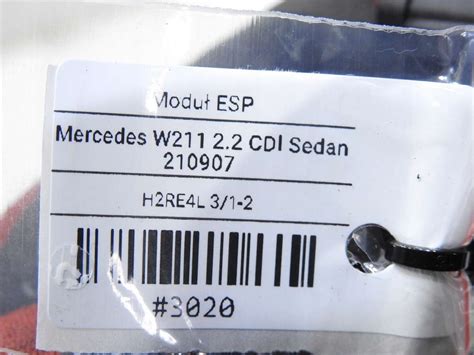 Moduł ESP
Mercedes W211 2.2 CDI Sedan
210907
H2RE4L 3/1-2
#3020